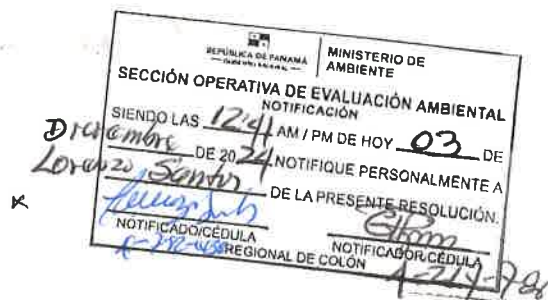 REPÚBLICA DE PANAMÁ
— GOBIERNO NACIONAL —
MINISTERIO DE
AMBIENTE
SECCIÓN OPERATIVA DE EVALUACIÓN AMBIENTAL
NOTIFICACIÓN
SIENDO LAS 12:41 AM / PM DE HOY 03 DE
Diciembre DE 2024 NOTIFIQUE PERSONALMENTE A
Lorenzo Santos DE LA PRESENTE RESOLUCIÓN.
NOTIFICADO/CÉDULA
NOTIFICADOR/CÉDULA
REGIONAL DE COLÓN